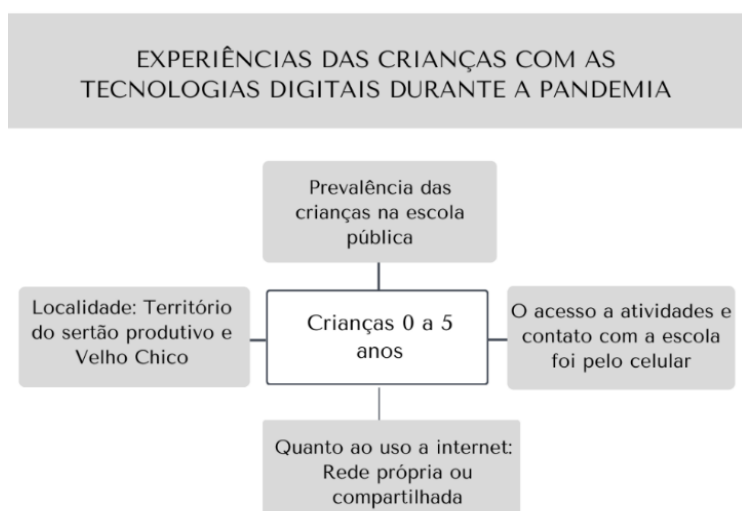 EXPERIÊNCIAS DAS CRIANÇAS COM AS
TECNOLOGIAS DIGITAIS DURANTE A PANDEMIA
Prevalência das
crianças na escola
pública
Localidade: Território
do sertão produtivo e
Velho Chico
Crianças 0 a 5
anos
O acesso a atividades e
contato com a escola
foi pelo celular
Quanto ao uso a internet:
Rede própria ou
compartilhada